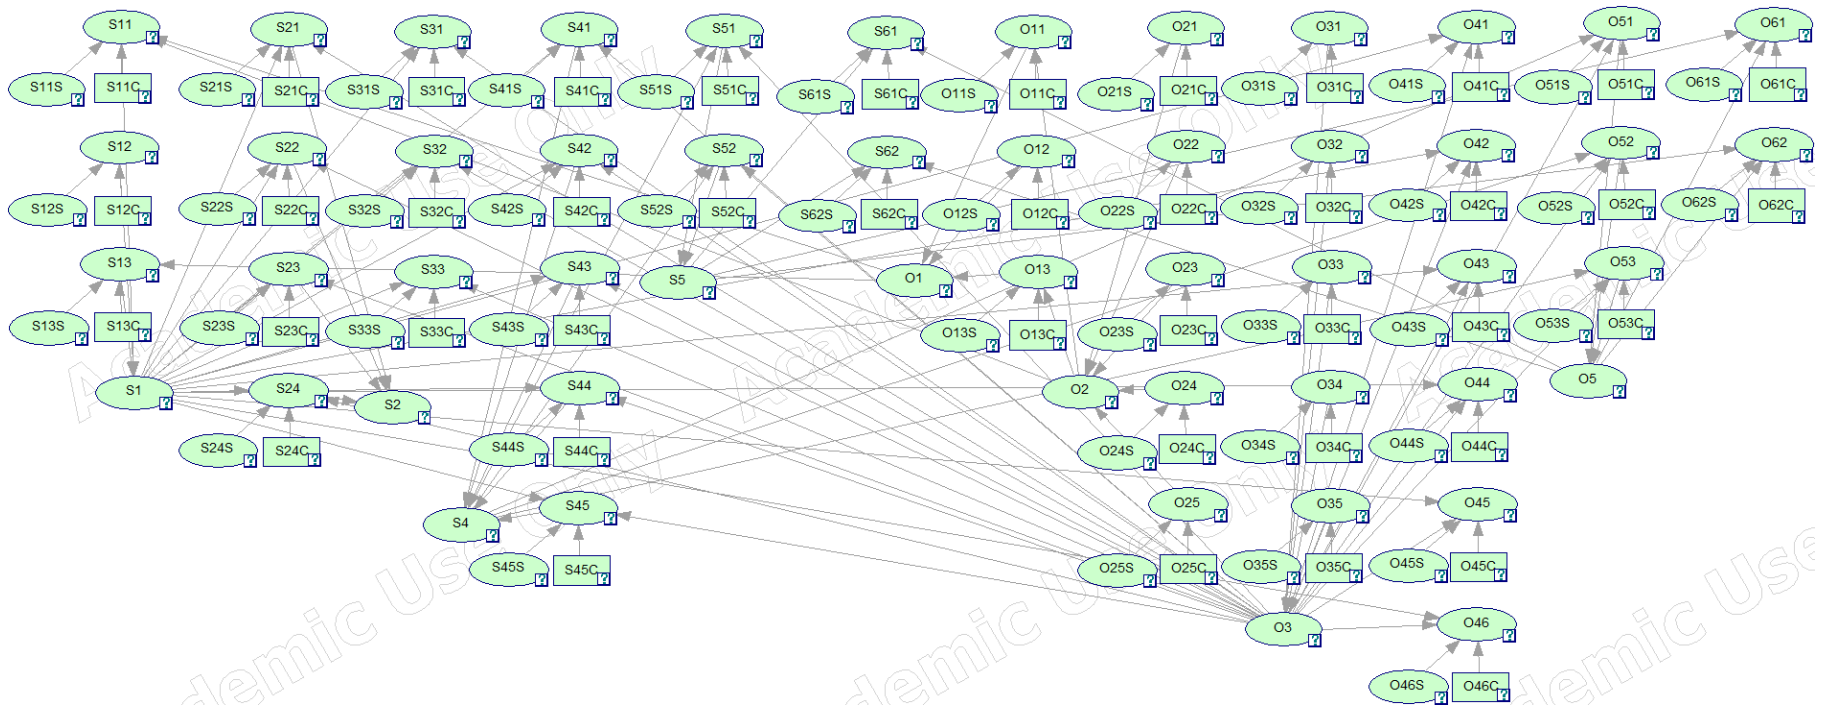 S11 S21 S31 S41 S51 S61 O11 O21 O31 O41 O51 O61
S11S S11C S21S S21C S31S S31C S41S S41C S51S S51C S61S S61C O11S O11C O21S O21C O31S O31C O41S O41C O51S O51C O61S O61C
S12 S22 S32 S42 S52 S62 O12 O22 O32 O42 O52 O62
S12S S12C S22S S22C S32S S32C S42S S42C S52S S52C S62S S62C O12S O12C O22S O22C O32S O32C O42S O42C O52S O52C O62S O62C
S13 S23 S33 S43 S5 O1 O13 O23 O33 O43 O53
S13S S13C S23S S23C S33S S33C S43S S43C O13S O13C O23S O23C O33S O33C O43S O43C O53S O53C
S1 S24 S2 S44 O2 O24 O34 O44 O5
S24S S24C S44S S44C O24S O24C O34S O34C O44S O44C
S4 S45 O25 O35 O45
S45S S45C O25S O25C O35S O35C O45S O45C
O3 O46
O46S O46C
Academic Use Only
Academic Use Only